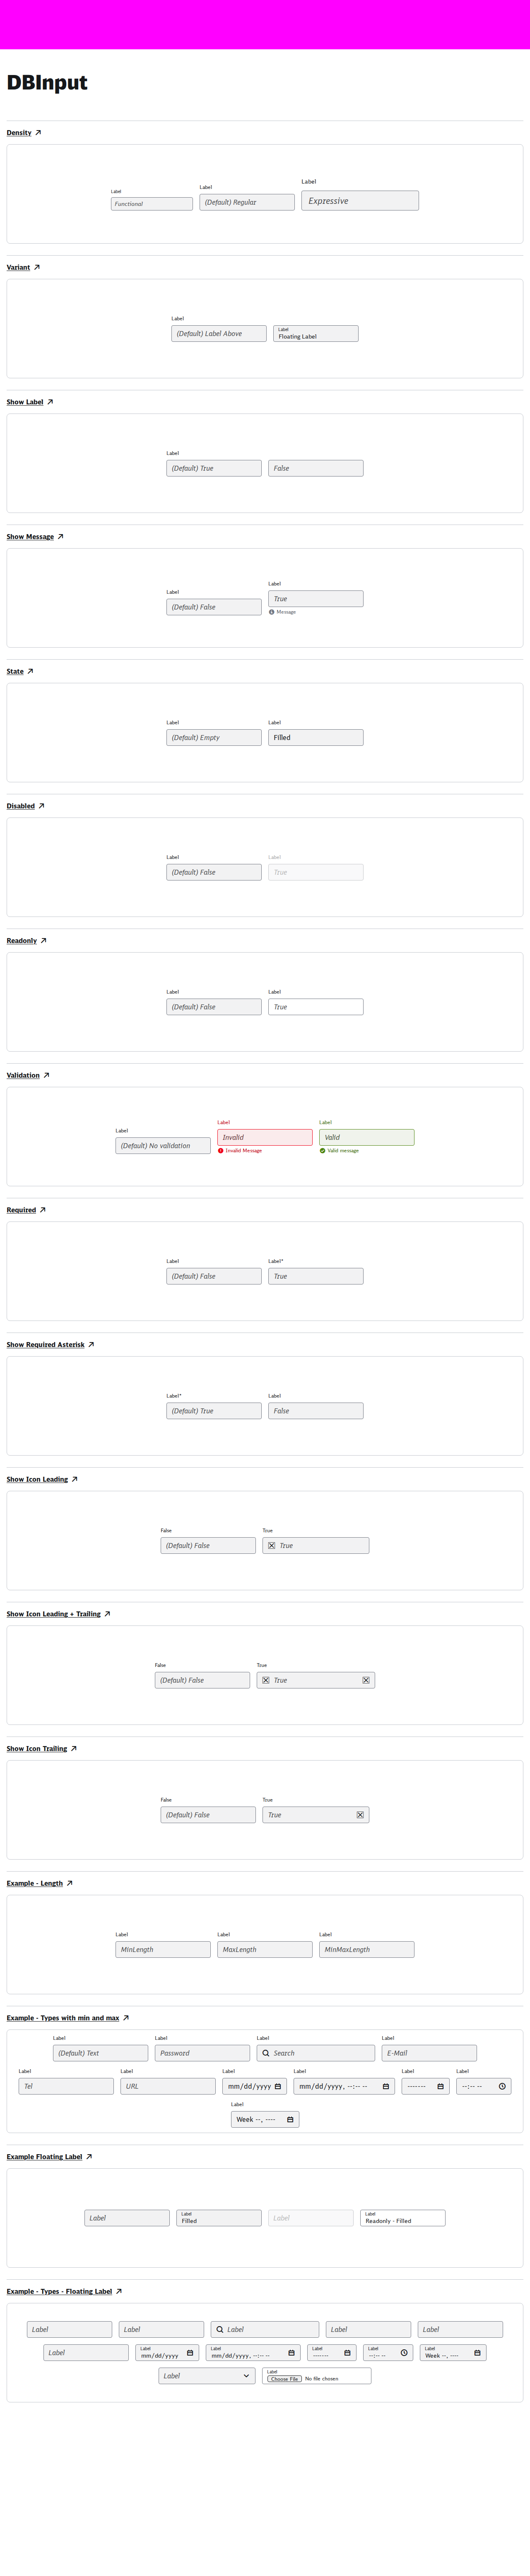 DBInput
Density
Label Label Label
Functional (Default) Regular Expressive
Variant
Label Label
(Default) Label Above Floating Label
Show Label
Label
(Default) True False
Show Message
Label Label
(Default) False True
Message
State
Label Label
(Default) Empty Filled
Disabled
Label Label
(Default) False True
Readonly
Label Label
(Default) False True
Validation
Label Label Label
(Default) No validation Invalid Valid
Invalid Message Valid message
Required
Label Label*
(Default) False True
Show Required Asterisk
Label* Label
(Default) True False
Show Icon Leading
False True
(Default) False True
Show Icon Leading + Trailing
False True
(Default) False True
Show Icon Trailing
False True
(Default) False True
Example - Length
Label Label Label
MinLength MaxLength MinMaxLength
Example - Types with min and max
Label Label Label Label
(Default) Text Password Search E-Mail
Label Label Label Label Label Label
Tel URL mm/dd/yyyy mm/dd/yyyy, --:-- -- ------- --:-- --
Label
Week --, ----
Example Floating Label
Label Label Label Label
Filled Readonly - Filled
Example - Types - Floating Label
Label Label Label Label Label
Label Label Label Label Label Label
mm/dd/yyyy mm/dd/yyyy, --:-- -- ------- --:-- -- Week --, ----
Label Label
Choose File No file chosen